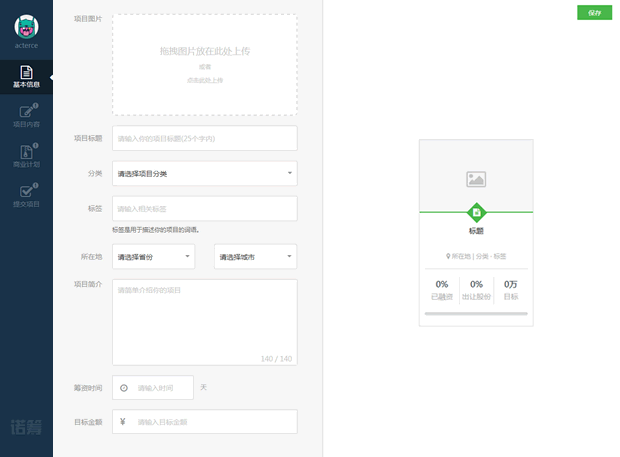 acterce
基本信息
项目内容
商业计划
提交项目
诺筹
项目图片
拖拽图片放在此处上传
或者
点击此处上传
项目标题
请输入你的项目标题(25个字内)
分类
请选择项目分类
标签
请输入相关标签
标签是用于描述你的项目的词语。
所在地
请选择省份
请选择城市
项目简介
请简单介绍你的项目
140 / 140
筹资时间
请输入时间
天
目标金额
¥
请输入目标金额
保存
标题
所在地 | 分类 - 标签
0% 0% 0万
已融资 出让股份 目标